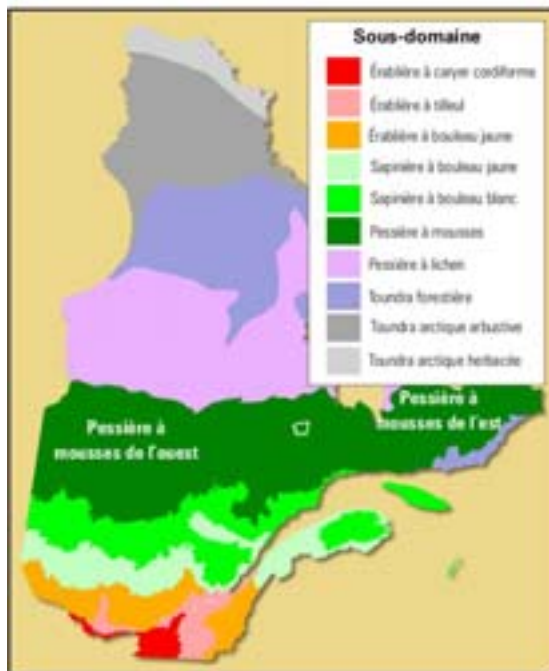 Sous-domaine
Érablière à caryer cordiforme
Érablière à tilleul
Érablière à bouleau jaune
Sapinière à bouleau jaune
Sapinière à bouleau blanc
Pessière à mousses
Pessière à lichen
Toundra forestière
Toundra arctique arbustive
Toundra arctique herbacée
Pessière à
mousses de l'ouest
Pessière à
mousses de l'est